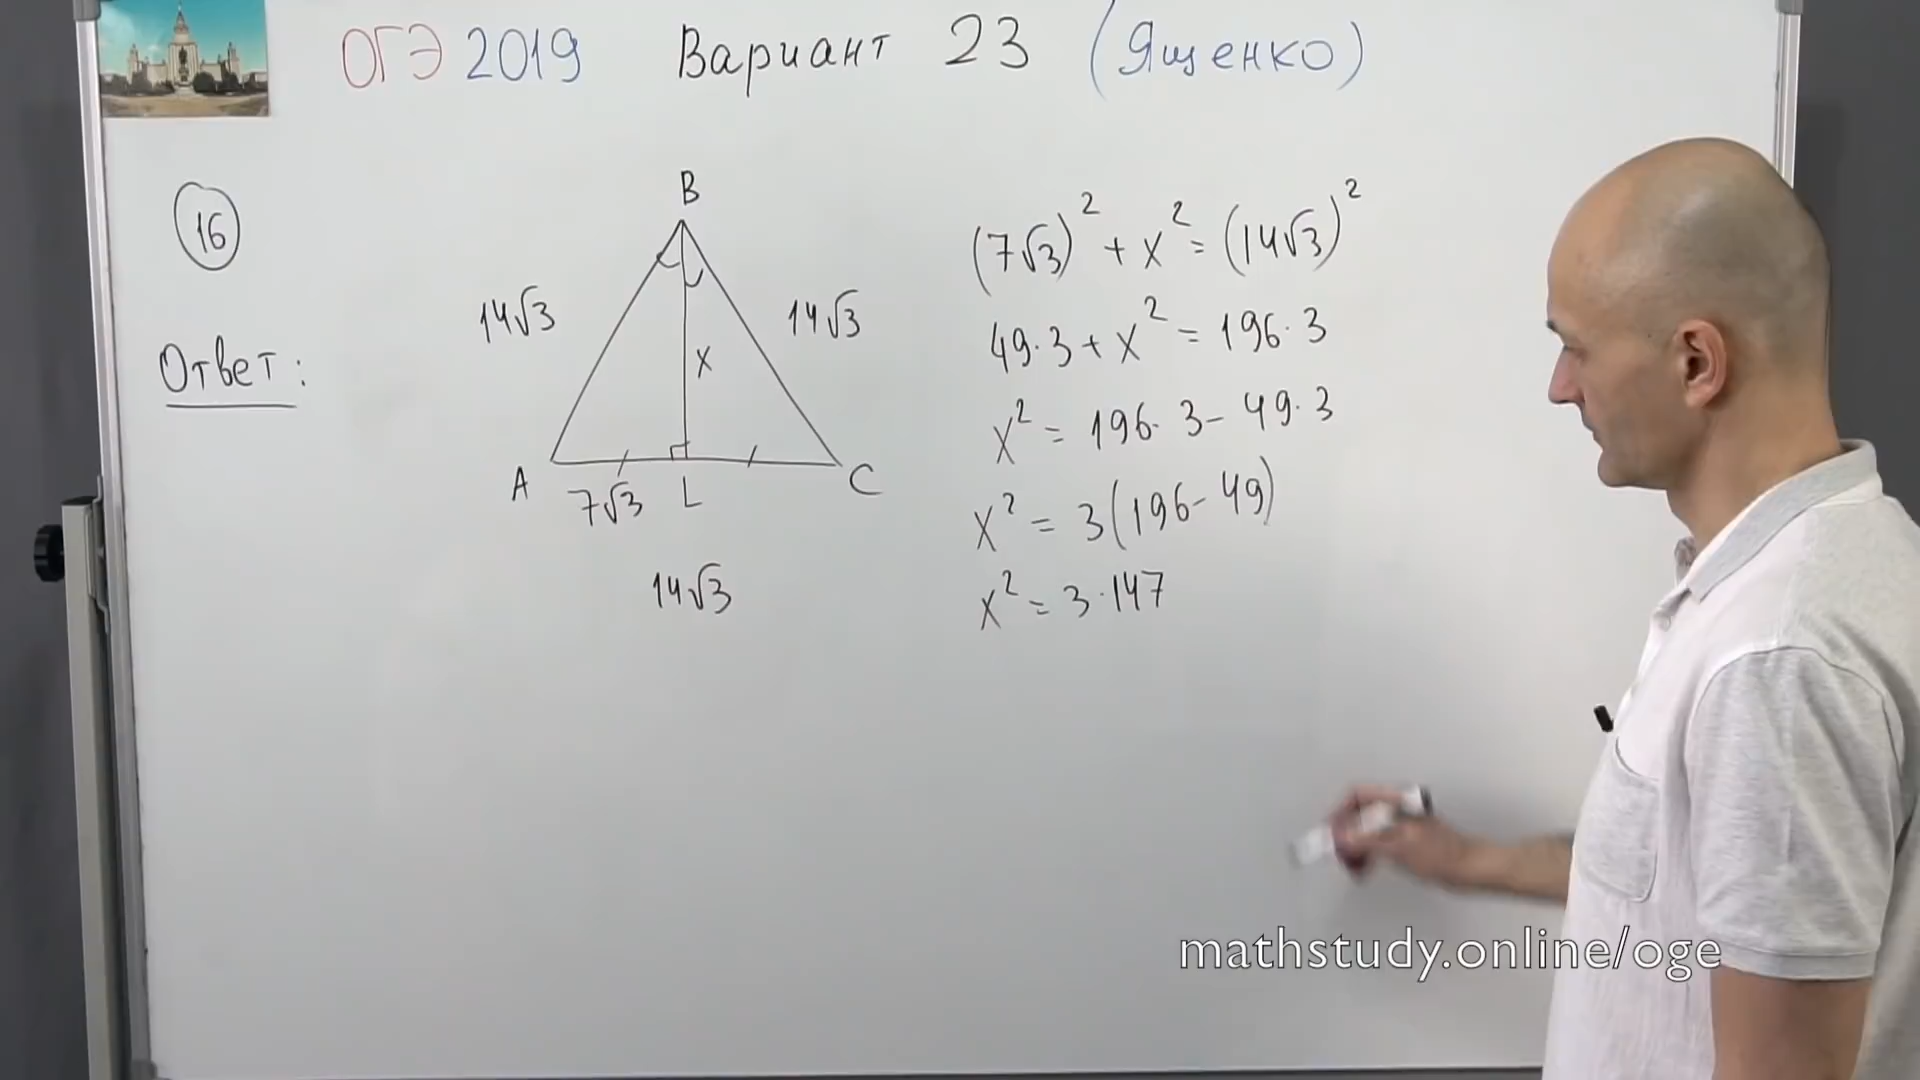 ОГЭ 2019 Вариант 23 (Ященко)
16
Ответ:
B
14√3
14√3
x
A
7√3
L
C
14√3
(7√3)² + x² = (14√3)²
49·3 + x² = 196·3
x² = 196·3 - 49·3
x² = 3(196 - 49)
x² = 3·147
mathstudy.online/oge